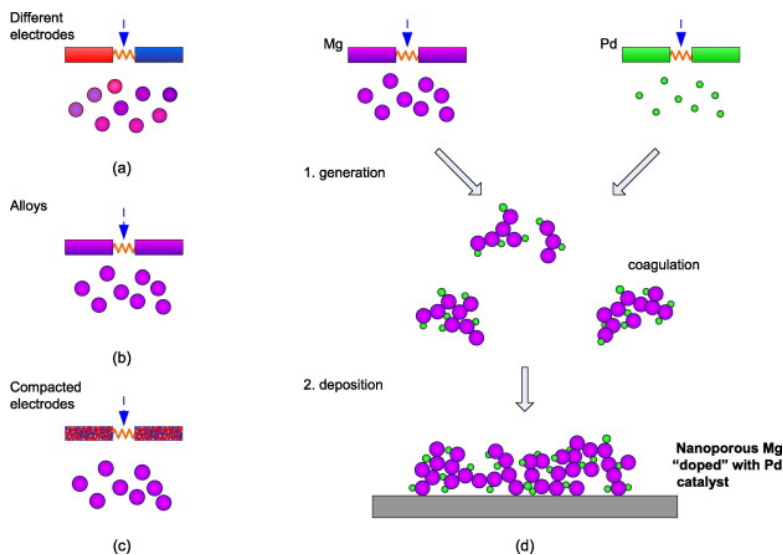 Different
electrodes
(a)
Alloys
(b)
Compacted
electrodes
(c)
Mg
Pd
1. generation
coagulation
2. deposition
Nanoporous Mg
“doped” with Pd
catalyst
(d)